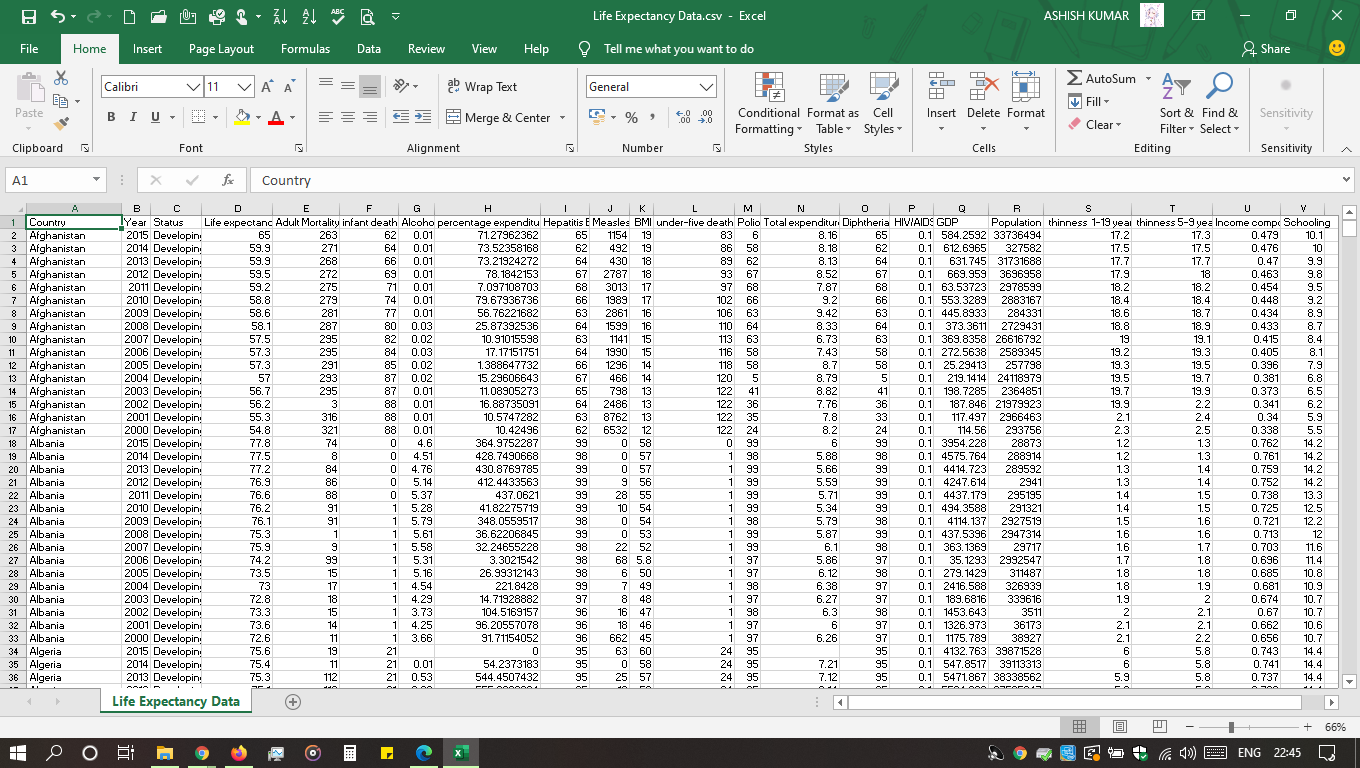 Life Expectancy Data.csv - Excel
ASHISH KUMAR
File Home Insert Page Layout Formulas Data Review View Help Tell me what you want to do Share
Paste
Calibri 11
Wrap Text
General
Conditional Formatting
Format as Table
Cell Styles
Insert Delete Format
AutoSum
Fill
Clear
Sort & Filter
Find & Select
Sensitivity
B I U
Merge & Center
% ,
Clipboard Font Alignment Number Styles Cells Editing Sensitivity
A1 fx Country
A B C D E F G H I J K L M N O P Q R S T U V
1 Country Year Status Life expectanc Adult Mortality infant death Alcoho percentage expenditu Hepatitis B Measles BMI under-five death Polio Total expenditure Diphtheria HIV/AIDS GDP Population thinness 1-19 year thinness 5-9 yea Income compo Schooling
2 Afghanistan 2015 Developing 65 263 62 0.01 71.27962362 65 1154 19 83 6 8.16 65 0.1 584.2592 33736494 17.2 17.3 0.479 10.1
3 Afghanistan 2014 Developing 59.9 271 64 0.01 73.52358168 62 492 19 86 58 8.18 62 0.1 612.6965 327582 17.5 17.5 0.476 10
4 Afghanistan 2013 Developing 59.9 268 66 0.01 73.21924272 64 430 18 89 62 8.13 64 0.1 631.745 31731688 17.7 17.7 0.47 9.9
5 Afghanistan 2012 Developing 59.5 272 69 0.01 78.1842153 67 2787 18 93 67 8.52 67 0.1 669.959 3696958 17.9 18 0.463 9.8
6 Afghanistan 2011 Developing 59.2 275 71 0.01 7.097108703 68 3013 17 97 68 7.87 68 0.1 63.53723 2978599 18.2 18.2 0.454 9.5
7 Afghanistan 2010 Developing 58.8 279 74 0.01 79.67936736 66 1989 17 102 66 9.2 66 0.1 553.3289 2883167 18.4 18.4 0.448 9.2
8 Afghanistan 2009 Developing 58.6 281 77 0.01 56.76221682 63 2861 16 106 63 9.42 63 0.1 445.8933 284331 18.6 18.7 0.434 8.9
9 Afghanistan 2008 Developing 58.1 287 80 0.03 25.87392536 64 1599 16 110 64 8.33 64 0.1 373.3611 2729431 18.8 18.9 0.433 8.7
10 Afghanistan 2007 Developing 57.5 295 82 0.02 10.91015598 63 1141 15 113 63 6.73 63 0.1 369.8358 26616792 19 19.1 0.415 8.4
11 Afghanistan 2006 Developing 57.3 295 84 0.03 17.17151751 64 1990 15 116 58 7.43 58 0.1 272.5638 2589345 19.2 19.3 0.405 8.1
12 Afghanistan 2005 Developing 57.3 291 85 0.02 1.388647732 66 1296 14 118 58 8.7 58 0.1 25.29413 257798 19.3 19.5 0.396 7.9
13 Afghanistan 2004 Developing 57 293 87 0.02 15.29606643 67 466 14 120 5 8.79 5 0.1 219.1414 24118979 19.5 19.7 0.381 6.8
14 Afghanistan 2003 Developing 56.7 295 87 0.01 11.08905273 65 798 13 122 41 8.82 41 0.1 198.7285 2364851 19.7 19.9 0.373 6.5
15 Afghanistan 2002 Developing 56.2 3 88 0.01 16.88735091 64 2486 13 122 36 7.76 36 0.1 187.846 21979923 19.9 2.2 0.341 6.2
16 Afghanistan 2001 Developing 55.3 316 88 0.01 10.5747282 63 8762 13 122 35 7.8 33 0.1 117.497 2966463 2.1 2.4 0.34 5.9
17 Afghanistan 2000 Developing 54.8 321 88 0.01 10.42496 62 6532 12 122 24 8.2 24 0.1 114.56 293756 2.3 2.5 0.338 5.5
18 Albania 2015 Developing 77.8 74 0 4.6 364.9752287 99 0 58 0 99 6 99 0.1 3954.228 28873 1.2 1.3 0.762 14.2
19 Albania 2014 Developing 77.5 8 0 4.51 428.7490668 98 0 57 1 98 5.88 98 0.1 4575.764 288914 1.2 1.3 0.761 14.2
20 Albania 2013 Developing 77.2 84 0 4.76 430.8769785 99 0 57 1 99 5.66 99 0.1 4414.723 289592 1.3 1.4 0.759 14.2
21 Albania 2012 Developing 76.9 86 0 5.14 412.4433563 99 9 56 1 99 5.59 99 0.1 4247.614 2941 1.3 1.4 0.752 14.2
22 Albania 2011 Developing 76.6 88 0 5.37 437.0621 99 28 55 1 99 5.71 99 0.1 4437.179 295195 1.4 1.5 0.738 13.3
23 Albania 2010 Developing 76.2 91 1 5.28 41.82275719 99 10 54 1 99 5.34 99 0.1 494.3588 291321 1.4 1.5 0.725 12.5
24 Albania 2009 Developing 76.1 91 1 5.79 348.0559517 98 0 54 1 98 5.79 98 0.1 4114.137 2927519 1.5 1.6 0.721 12.2
25 Albania 2008 Developing 75.3 1 1 5.61 36.62206845 99 0 53 1 99 5.87 99 0.1 437.5396 2947314 1.6 1.6 0.713 12
26 Albania 2007 Developing 75.9 9 1 5.58 32.24655228 98 22 52 1 99 6.1 98 0.1 363.1369 29717 1.6 1.7 0.703 11.6
27 Albania 2006 Developing 74.2 99 1 5.31 3.3021542 98 68 5.8 1 97 5.86 97 0.1 35.1293 2992547 1.7 1.8 0.696 11.4
28 Albania 2005 Developing 73.5 15 1 5.16 26.99312143 98 6 50 1 97 6.12 98 0.1 279.1429 311487 1.8 1.8 0.685 10.8
29 Albania 2004 Developing 73 17 1 4.54 221.8428 99 7 49 1 98 6.38 97 0.1 2416.588 326939 1.8 1.9 0.681 10.9
30 Albania 2003 Developing 72.8 18 1 4.29 14.71928882 97 8 48 1 97 6.27 97 0.1 189.6816 339616 1.9 2 0.674 10.7
31 Albania 2002 Developing 73.3 15 1 3.73 104.5169157 96 16 47 1 98 6.3 98 0.1 1453.643 3511 2 2.1 0.67 10.7
32 Albania 2001 Developing 73.6 14 1 4.25 96.20557078 96 18 46 1 97 6 97 0.1 1326.973 36173 2.1 2.1 0.662 10.6
33 Albania 2000 Developing 72.6 11 1 3.66 91.71154052 96 662 45 1 97 6.26 97 0.1 1175.789 38927 2.1 2.2 0.656 10.7
34 Algeria 2015 Developing 75.6 19 21 0 95 63 60 24 95 95 0.1 4132.763 39871528 6 5.8 0.743 14.4
35 Algeria 2014 Developing 75.4 11 21 0.01 54.2373183 95 0 58 24 95 7.21 95 0.1 547.8517 39113313 6 5.8 0.741 14.4
36 Algeria 2013 Developing 75.3 112 21 0.53 544.4507432 95 25 57 24 95 7.12 95 0.1 5471.867 38338562 5.9 5.8 0.737 14.4
Life Expectancy Data
66%
ENG 22:45